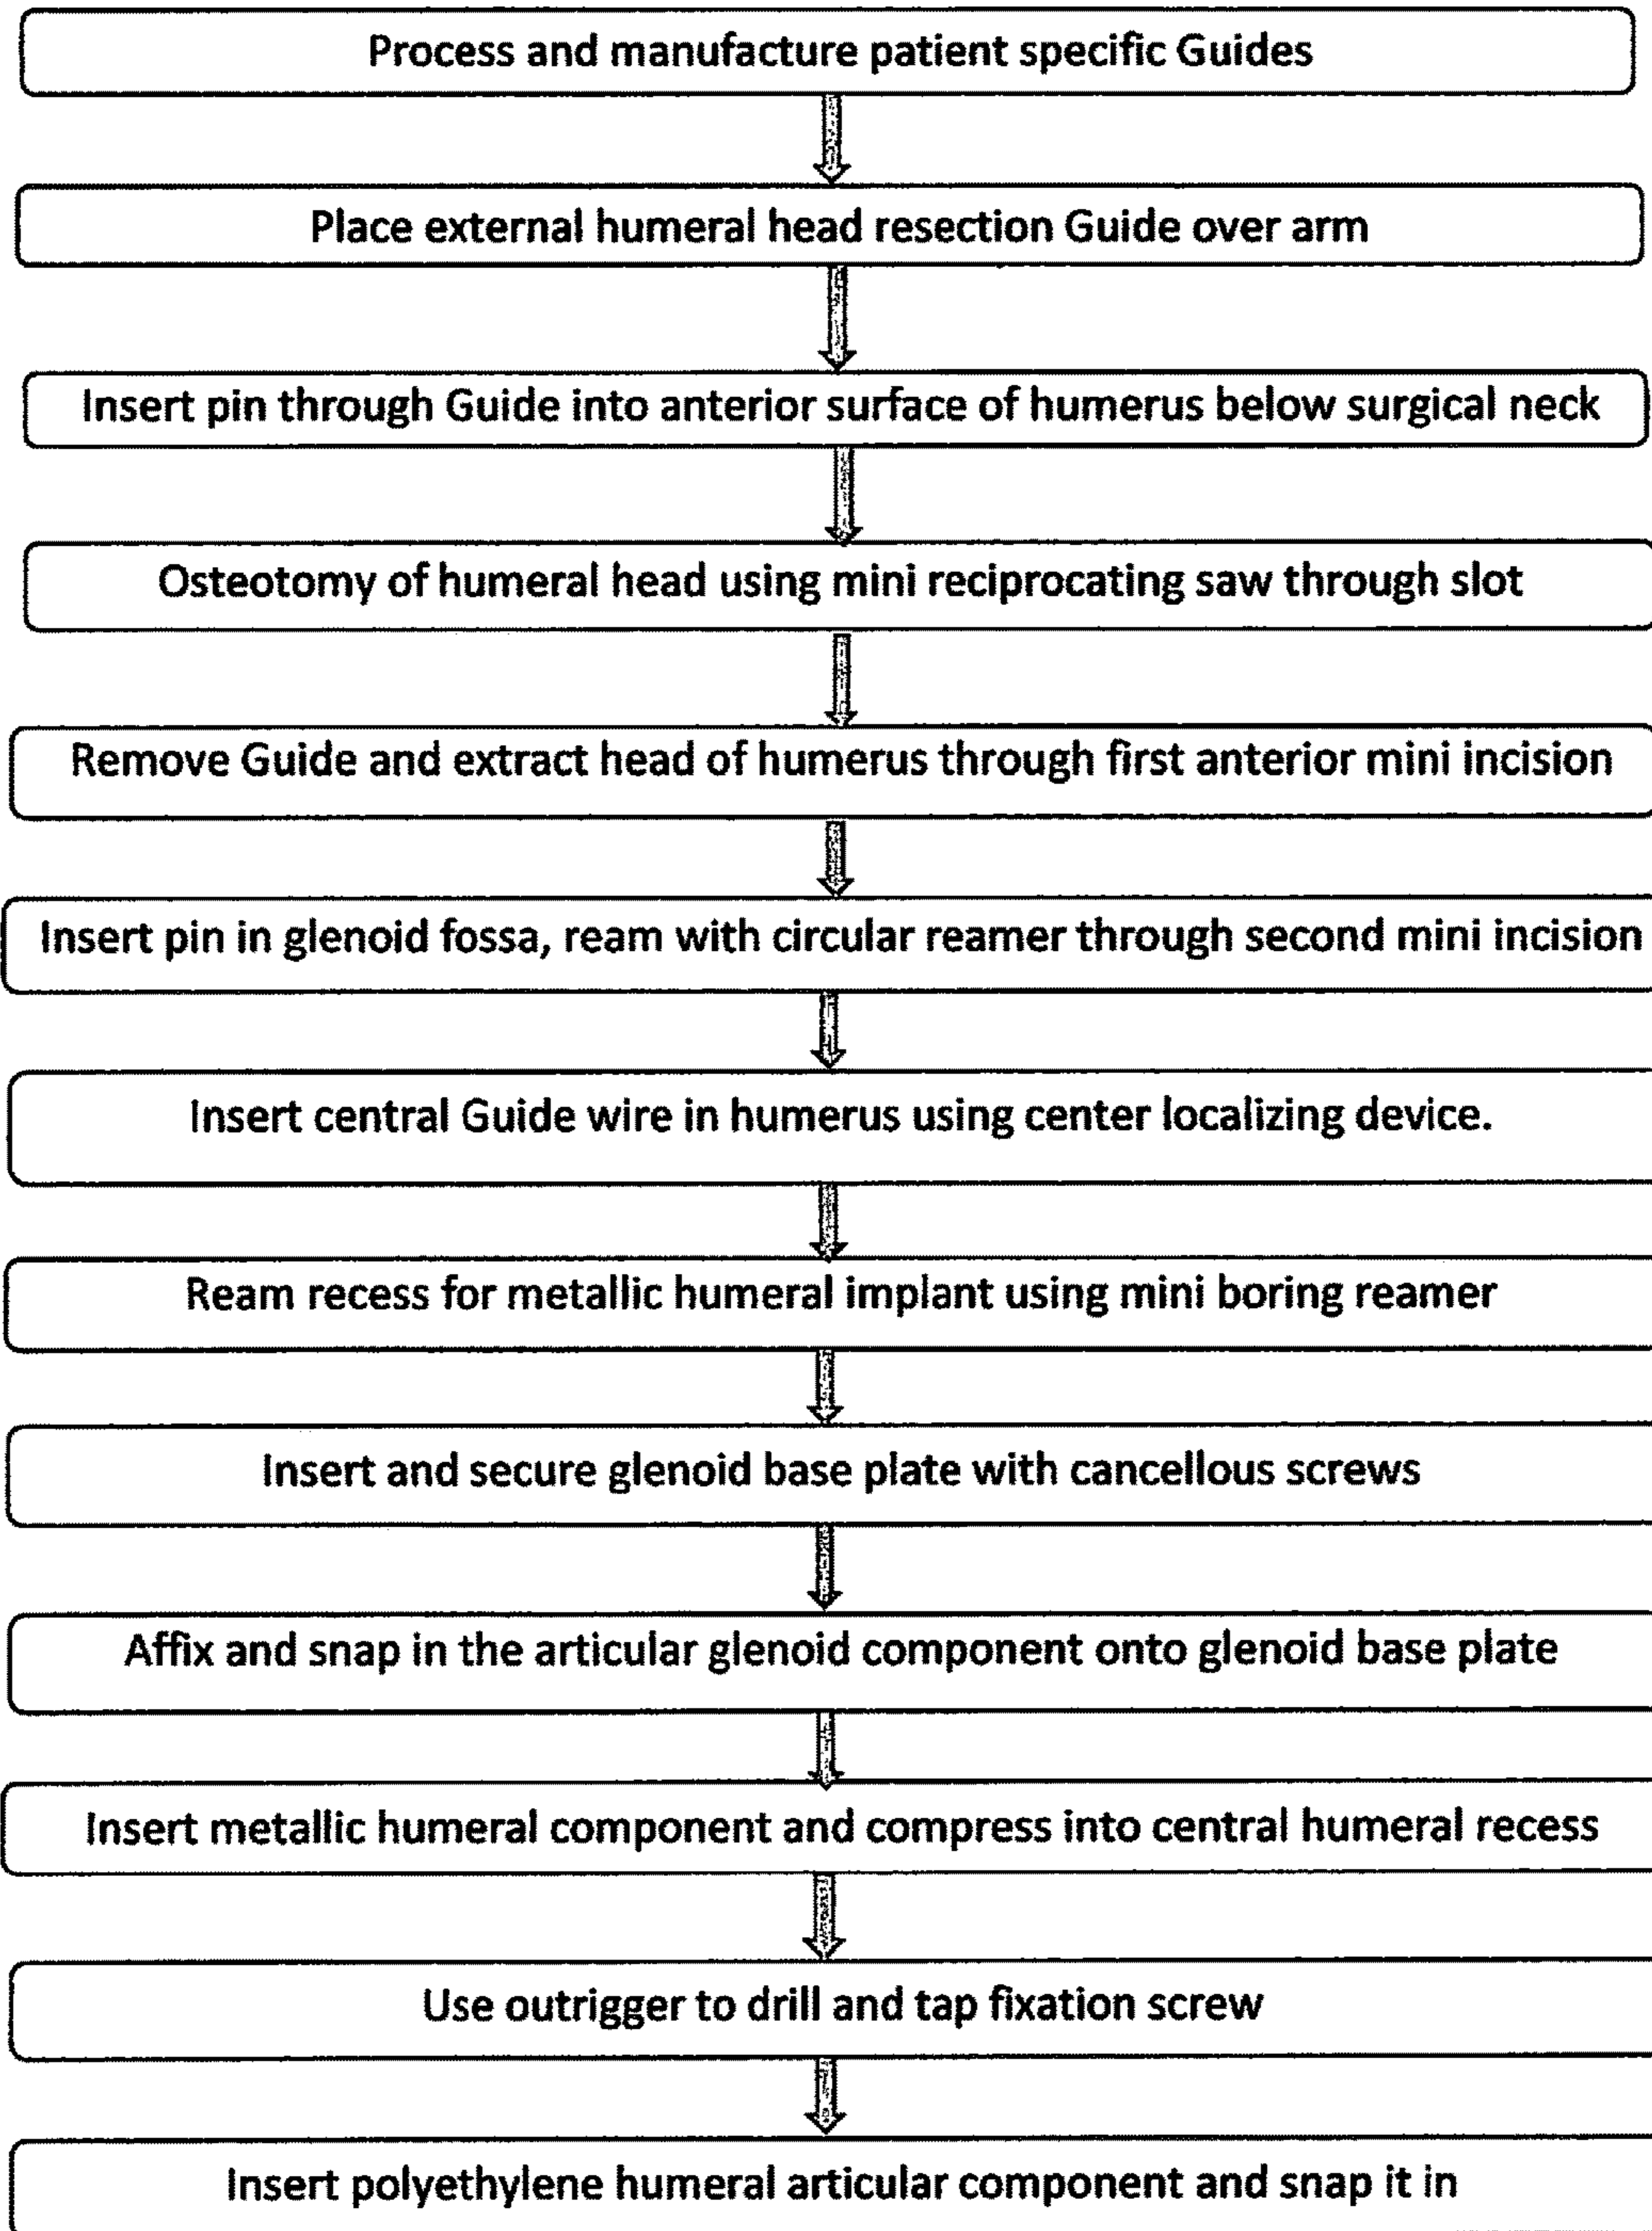 Process and manufacture patient specific Guides
Place external humeral head resection Guide over arm
Insert pin through Guide into anterior surface of humerus below surgical neck
Osteotomy of humeral head using mini reciprocating saw through slot
Remove Guide and extract head of humerus through first anterior mini incision
Insert pin in glenoid fossa, ream with circular reamer through second mini incision
Insert central Guide wire in humerus using center localizing device.
Ream recess for metallic humeral implant using mini boring reamer
Insert and secure glenoid base plate with cancellous screws
Affix and snap in the articular glenoid component onto glenoid base plate
Insert metallic humeral component and compress into central humeral recess
Use outrigger to drill and tap fixation screw
Insert polyethylene humeral articular component and snap it in